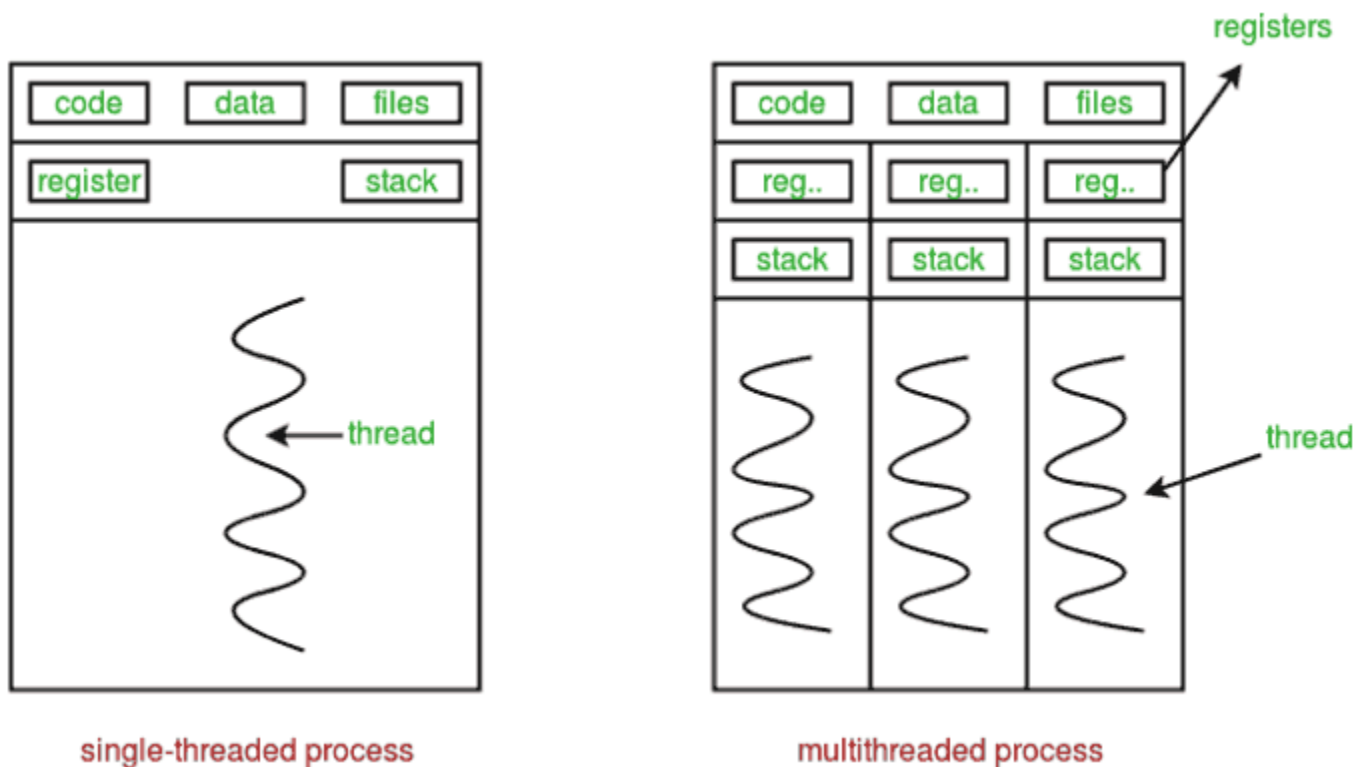 registers
code data files
register stack
thread
single-threaded process
code data files
reg.. reg.. reg..
stack stack stack
thread
multithreaded process